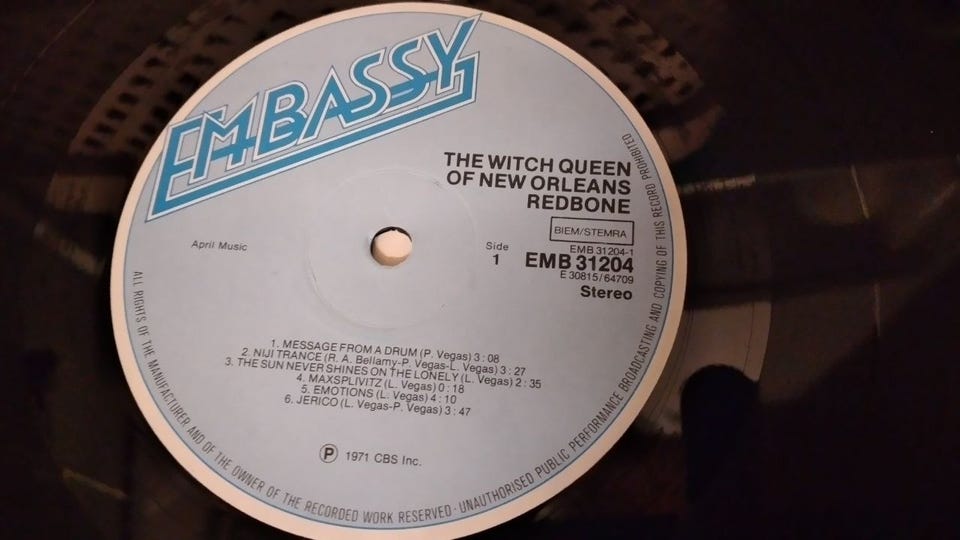 EMBASSY
THE WITCH QUEEN
OF NEW ORLEANS
REDBONE
BIEM/STEMRA
EMB 31204-1
EMB 31204
E 30815/64709
Stereo
Side
1
April Music
1. MESSAGE FROM A DRUM (P. Vegas) 3:08
2. NIJI TRANCE (R. A. Bellamy-P. Vegas-L. Vegas) 3:27
3. THE SUN NEVER SHINES ON THE LONELY (L. Vegas) 2:35
4. MAXSPLIVITZ (L. Vegas) 0:18
5. EMOTIONS (L. Vegas) 4:10
6. JERICO (L. Vegas-P. Vegas) 3:47
Ⓟ 1971 CBS Inc.
ALL RIGHTS OF THE MANUFACTURER AND OF THE OWNER OF THE RECORDED WORK RESERVED · UNAUTHORISED PUBLIC PERFORMANCE BROADCASTING AND COPYING OF THIS RECORD PROHIBITED